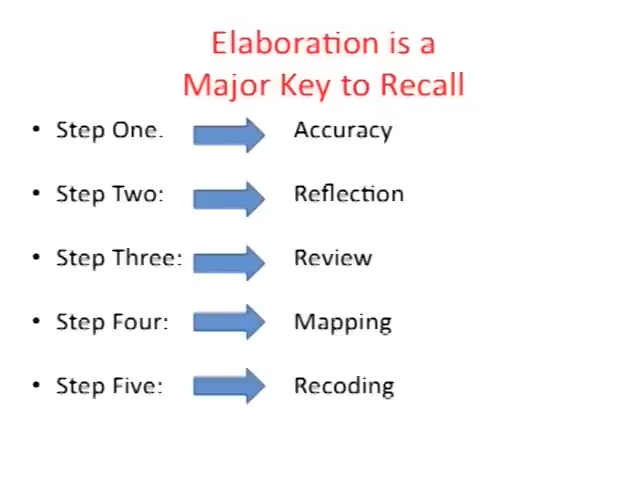 Elaboration is a
Major Key to Recall
• Step One. Accuracy
• Step Two: Reflection
• Step Three: Review
• Step Four: Mapping
• Step Five: Recoding